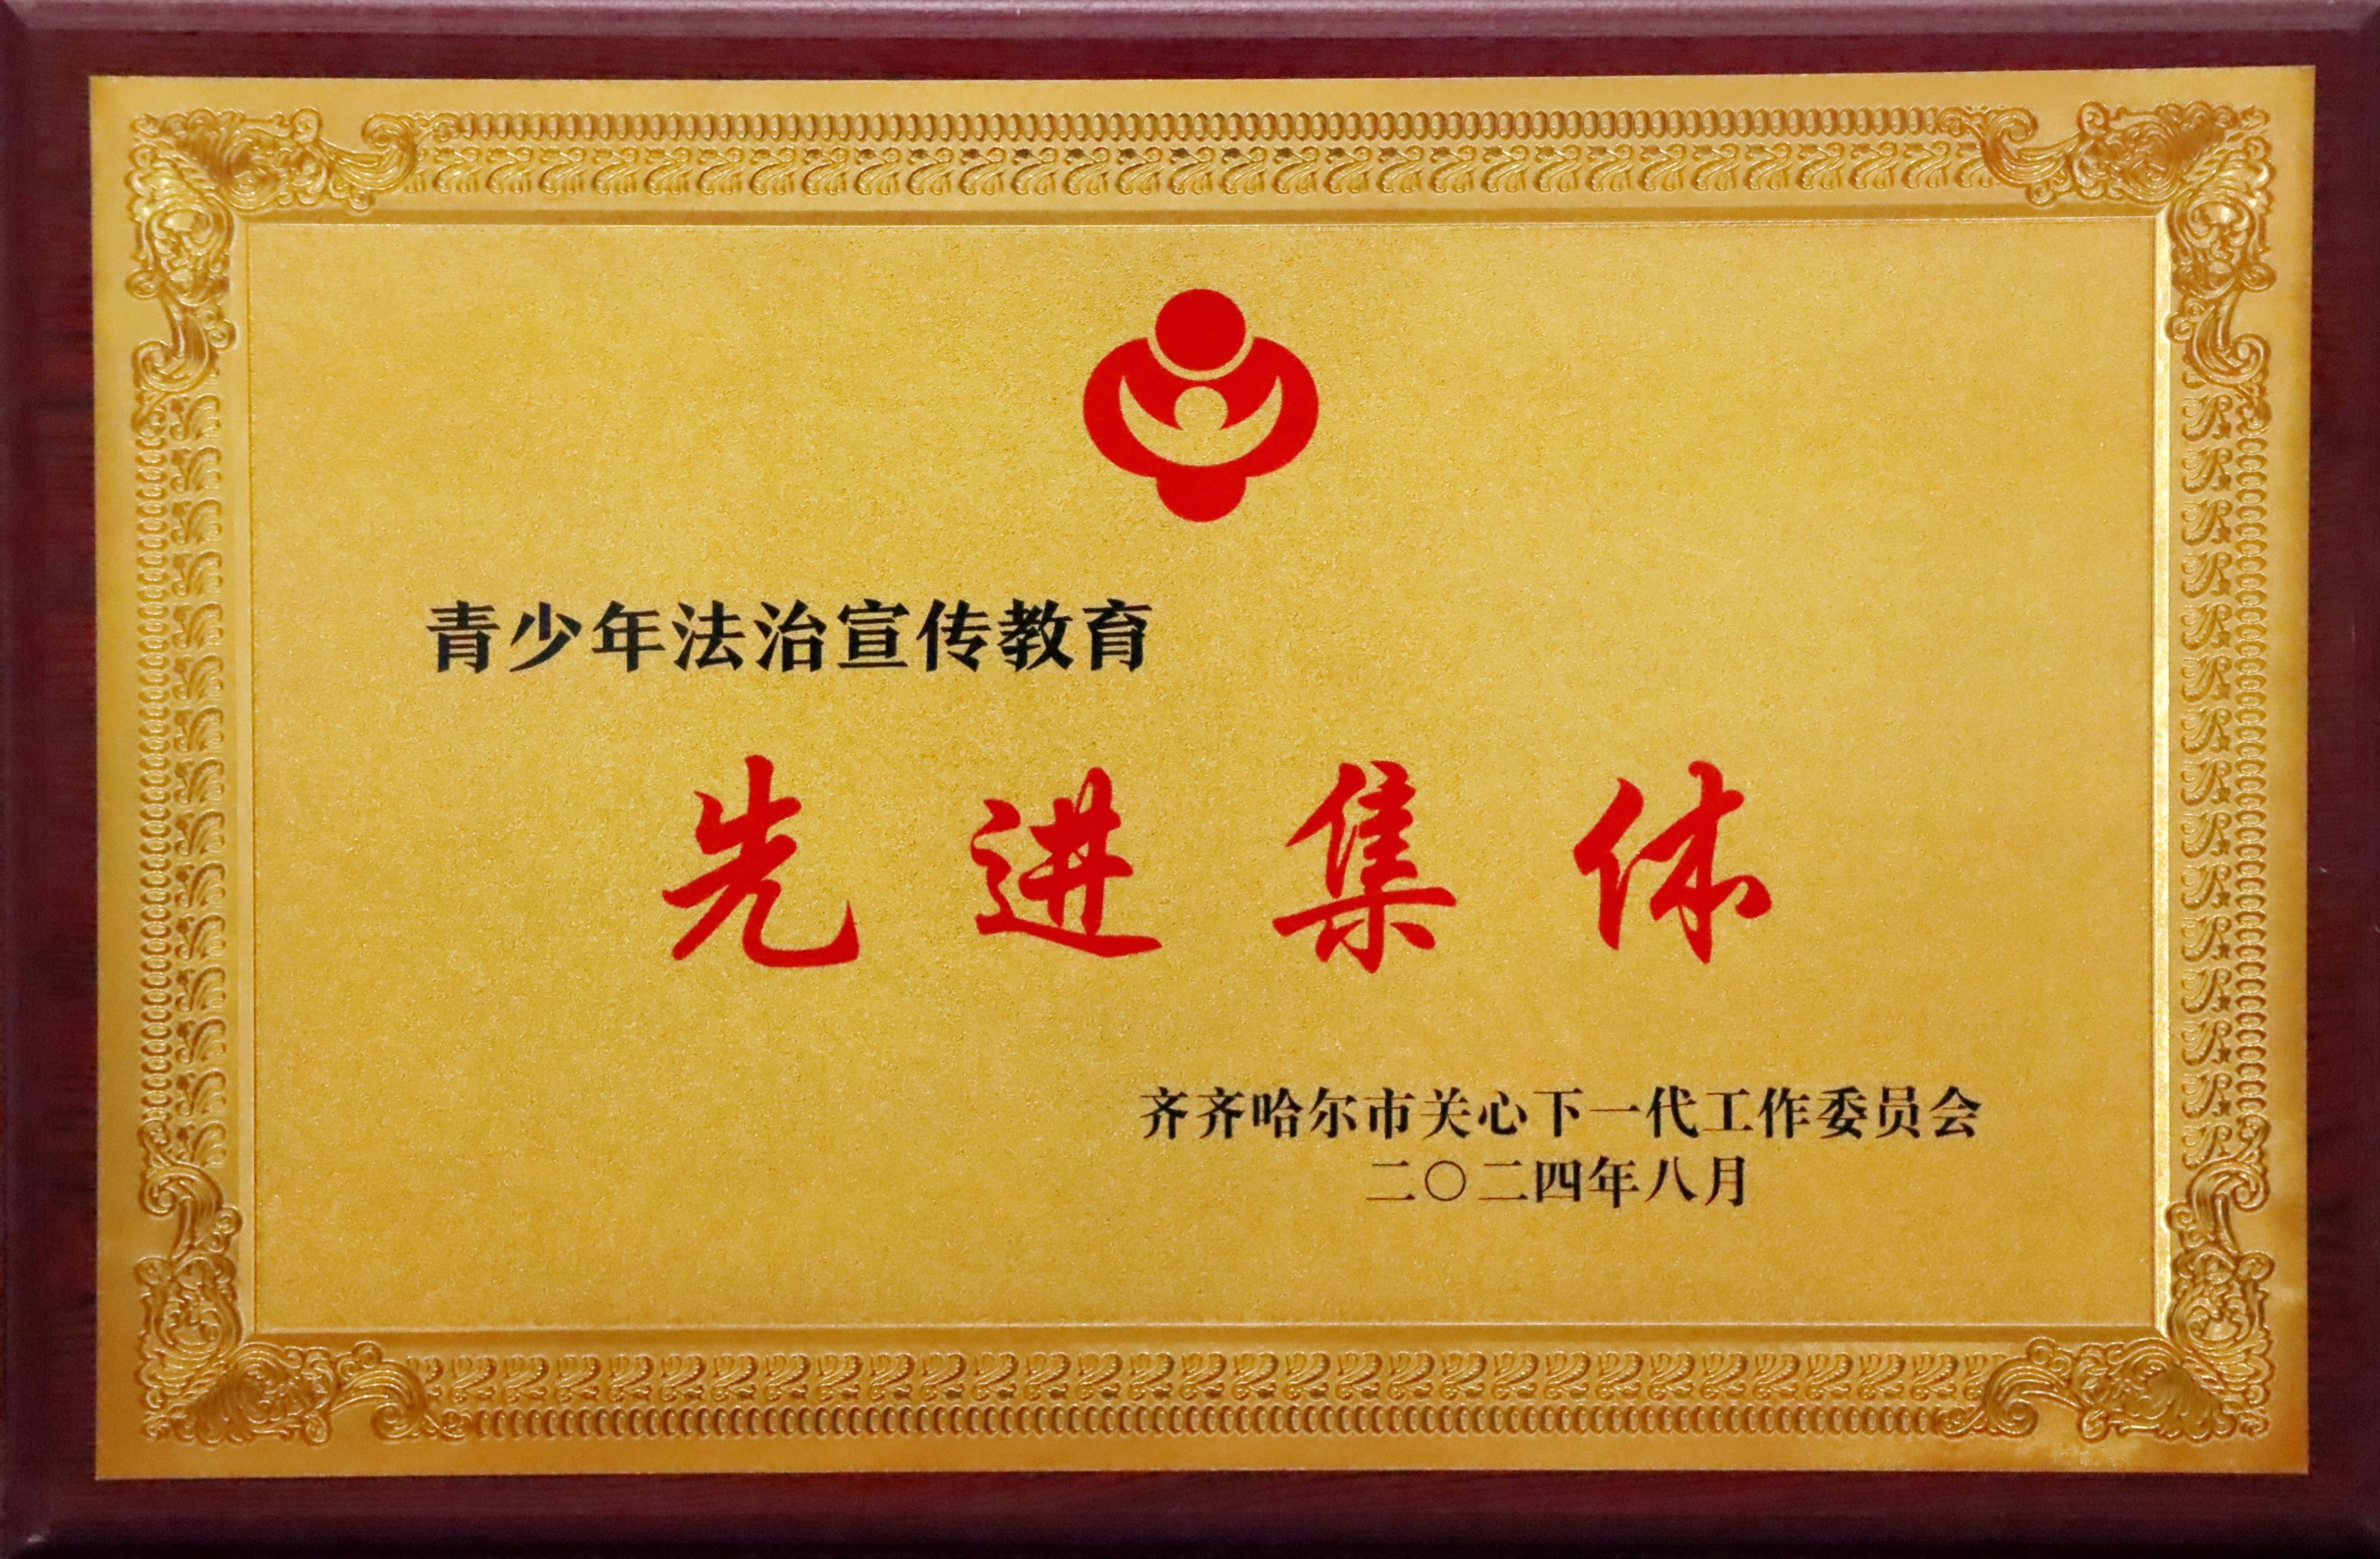 青少年法治宣传教育
先进集体
齐齐哈尔市关心下一代工作委员会
二〇二四年八月